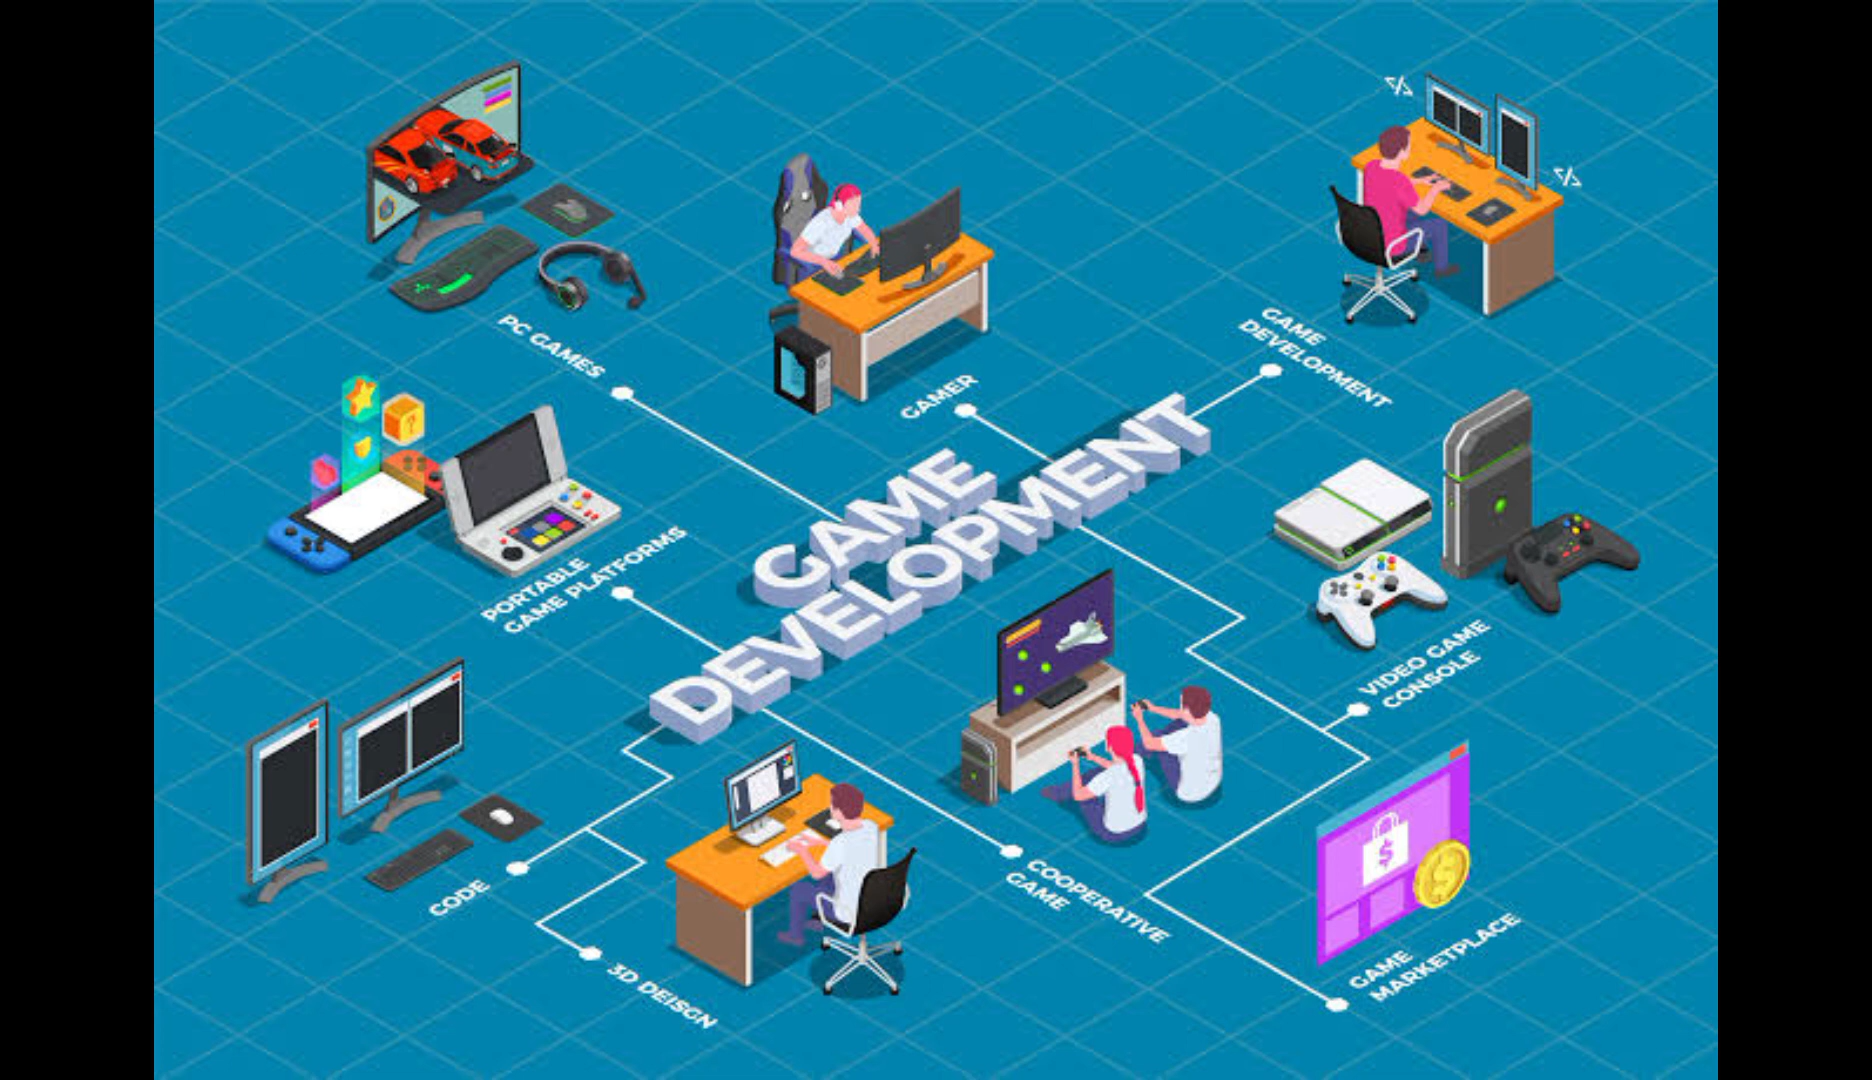 </>
</>
PC GAMES
GAMER
GAME
DEVELOPMENT
GAME
DEVELOPMENT
PORTABLE
GAME PLATFORMS
?
VIDEO GAME
CONSOLE
CODE
3D DEISGN
COOPERATIVE
GAME
$
$
GAME
MARKETPLACE